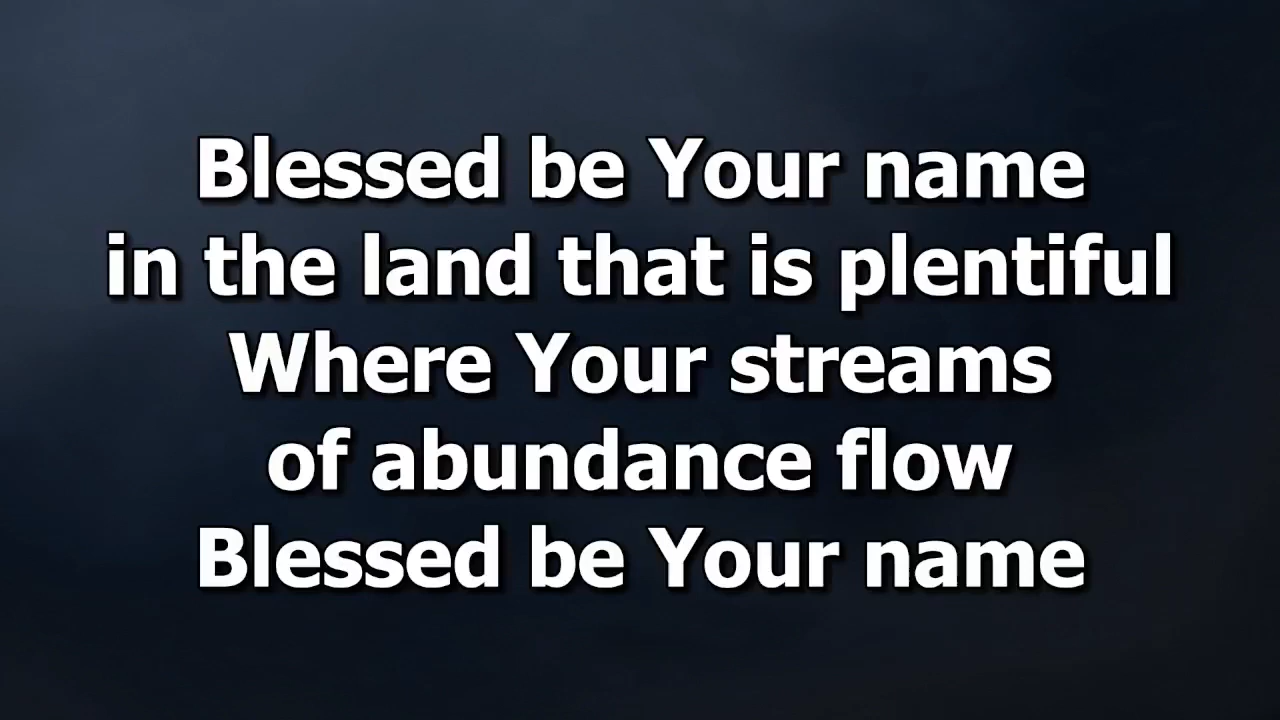 Blessed be Your name
in the land that is plentiful
Where Your streams
of abundance flow
Blessed be Your name